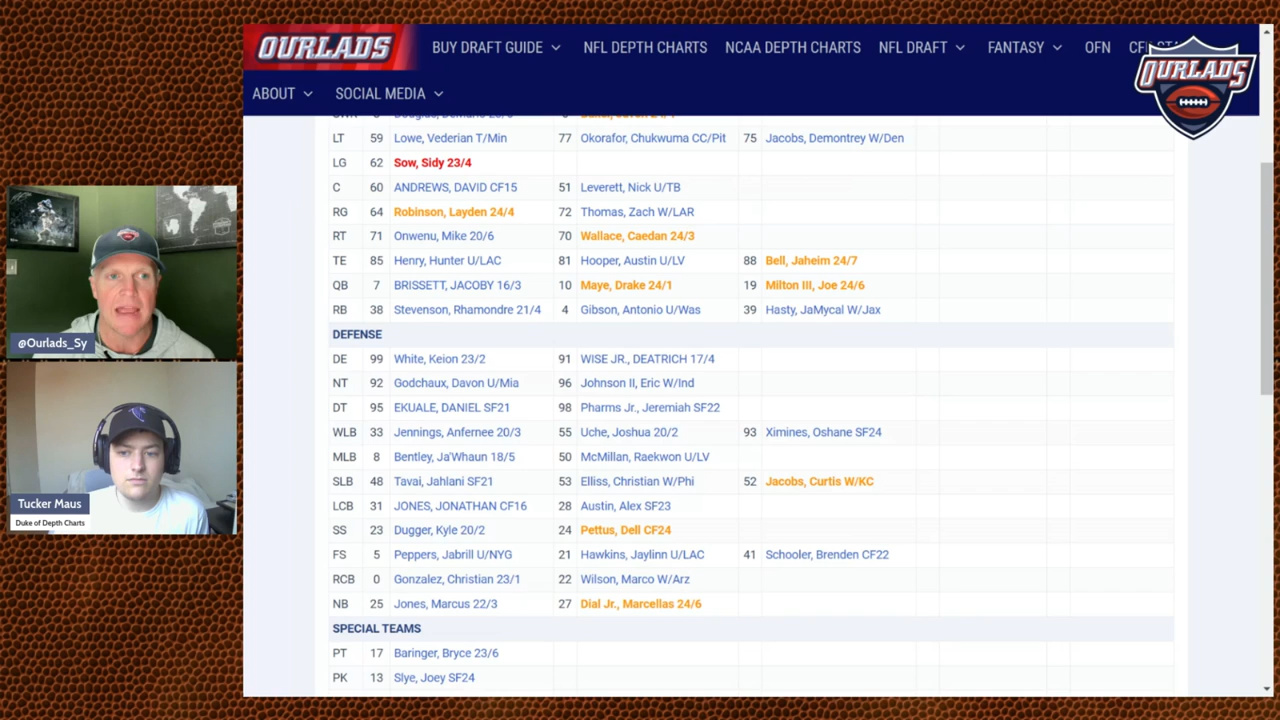 OURLADS BUY DRAFT GUIDE NFL DEPTH CHARTS NCAA DEPTH CHARTS NFL DRAFT FANTASY OFN
OURLADS
ABOUT SOCIAL MEDIA
LT 59 Lowe, Vederian T/Min 77 Okorafor, Chukwuma CC/Pit 75 Jacobs, Demontrey W/Den
LG 62 Sow, Sidy 23/4
C 60 ANDREWS, DAVID CF15 51 Leverett, Nick U/TB
RG 64 Robinson, Layden 24/4 72 Thomas, Zach W/LAR
RT 71 Onwenu, Mike 20/6 70 Wallace, Caedan 24/3
TE 85 Henry, Hunter U/LAC 81 Hooper, Austin U/LV 88 Bell, Jaheim 24/7
QB 7 BRISSETT, JACOBY 16/3 10 Maye, Drake 24/1 19 Milton III, Joe 24/6
RB 38 Stevenson, Rhamondre 21/4 4 Gibson, Antonio U/Was 39 Hasty, JaMycal W/Jax
DEFENSE
DE 99 White, Keion 23/2 91 WISE JR., DEATRICH 17/4
NT 92 Godchaux, Davon U/Mia 96 Johnson II, Eric W/Ind
DT 95 EKUALE, DANIEL SF21 98 Pharms Jr., Jeremiah SF22
WLB 33 Jennings, Anfernee 20/3 55 Uche, Joshua 20/2 93 Ximines, Oshane SF24
MLB 8 Bentley, Ja'Whaun 18/5 50 McMillan, Raekwon U/LV
SLB 48 Tavai, Jahlani SF21 53 Elliss, Christian W/Phi 52 Jacobs, Curtis W/KC
LCB 31 JONES, JONATHAN CF16 28 Austin, Alex SF23
SS 23 Dugger, Kyle 20/2 24 Pettus, Dell CF24
FS 5 Peppers, Jabrill U/NYG 21 Hawkins, Jaylinn U/LAC 41 Schooler, Brenden CF22
RCB 0 Gonzalez, Christian 23/1 22 Wilson, Marco W/Arz
NB 25 Jones, Marcus 22/3 27 Dial Jr., Marcellas 24/6
SPECIAL TEAMS
PT 17 Baringer, Bryce 23/6
PK 13 Slye, Joey SF24
@Ourlads_Sy
Tucker Maus
Duke of Depth Charts